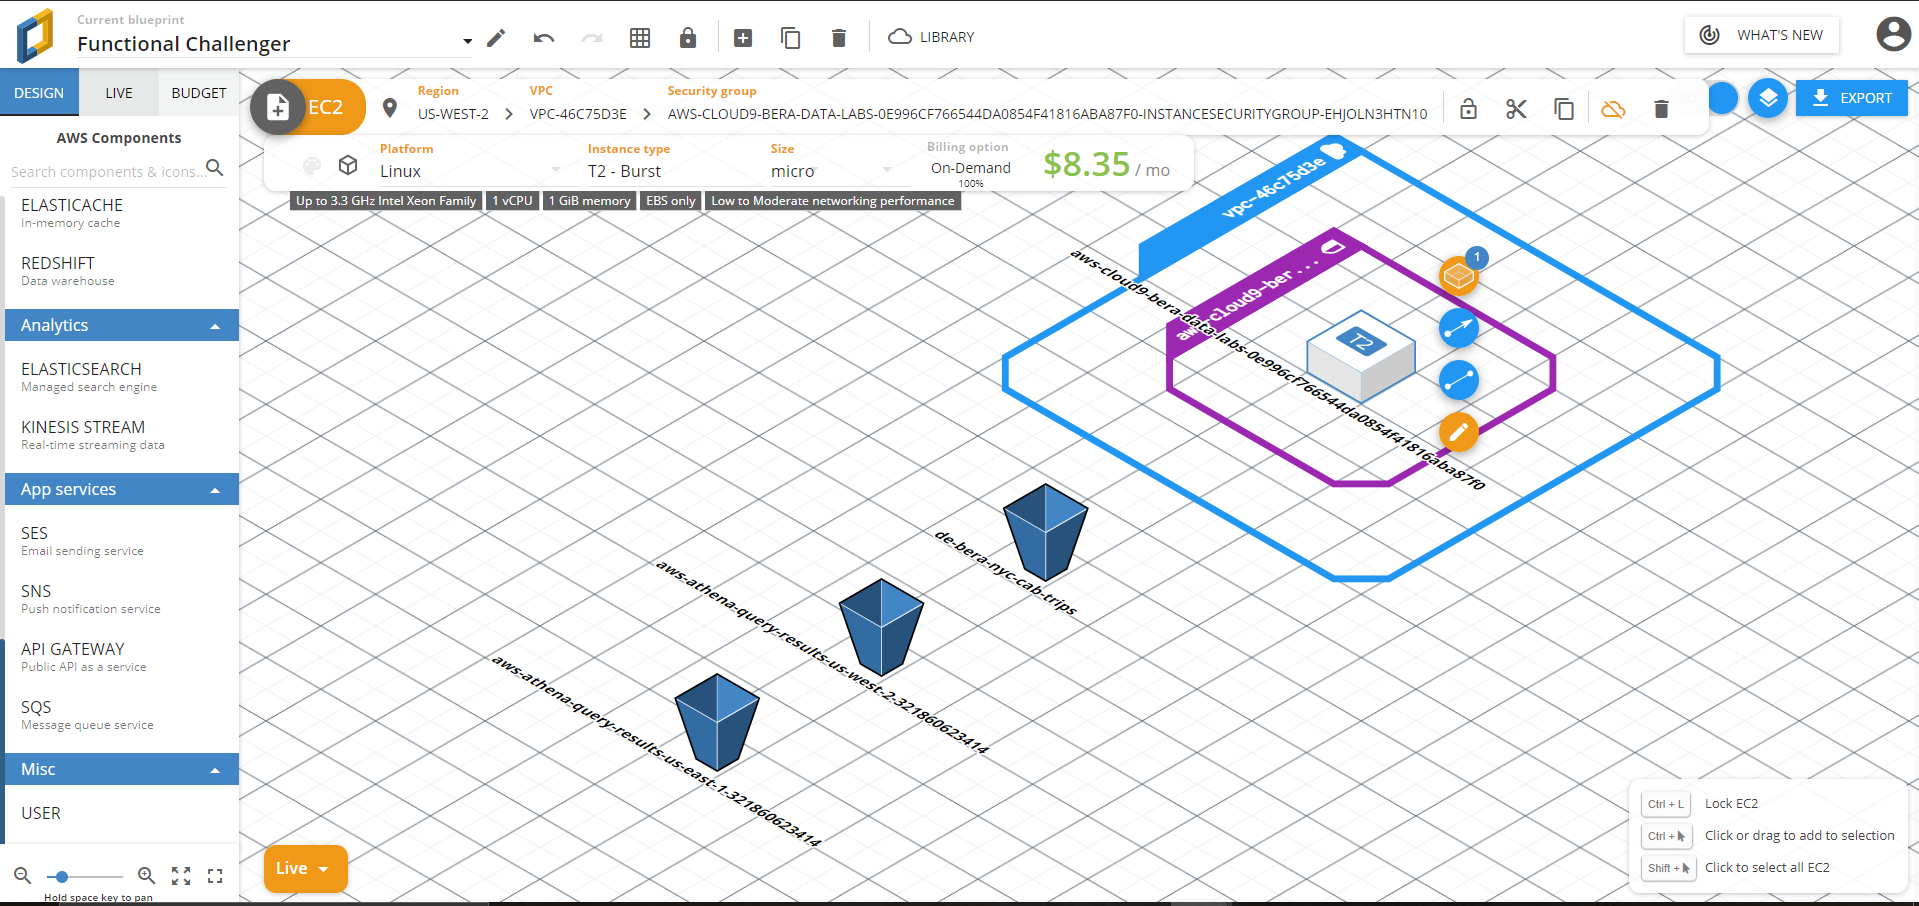 Current blueprint
Functional Challenger
LIBRARY
WHAT'S NEW
DESIGN
LIVE
BUDGET
AWS Components
Search components & icons...
ELASTICACHE
In-memory cache
REDSHIFT
Data warehouse
Analytics
ELASTICSEARCH
Managed search engine
KINESIS STREAM
Real-time streaming data
App services
SES
Email sending service
SNS
Push notification service
API GATEWAY
Public API as a service
SQS
Message queue service
Misc
USER
Hold space key to pan
EC2
Region
US-WEST-2
VPC
VPC-46C75D3E
Security group
AWS-CLOUD9-BERA-DATA-LABS-0E996CF766544DA0854F41816ABA87F0-INSTANCESECURITYGROUP-EHJOLN3HTN10
EXPORT
Platform
Linux
Instance type
T2 - Burst
Size
micro
Billing option
On-Demand
100%
$8.35 / mo
Up to 3.3 GHz Intel Xeon Family
1 vCPU
1 GiB memory
EBS only
Low to Moderate networking performance
vpc-46c75d3e
aws-cloud9-ber...
aws-cloud9-bera-data-labs-0e996cf766544da0854f41816aba87f0
T2
1
de-bera-nyc-cab-trips
aws-athena-query-results-us-west-2-321860623414
aws-athena-query-results-us-east-1-321860623414
Live
Ctrl + L
Lock EC2
Ctrl +
Click or drag to add to selection
Shift +
Click to select all EC2